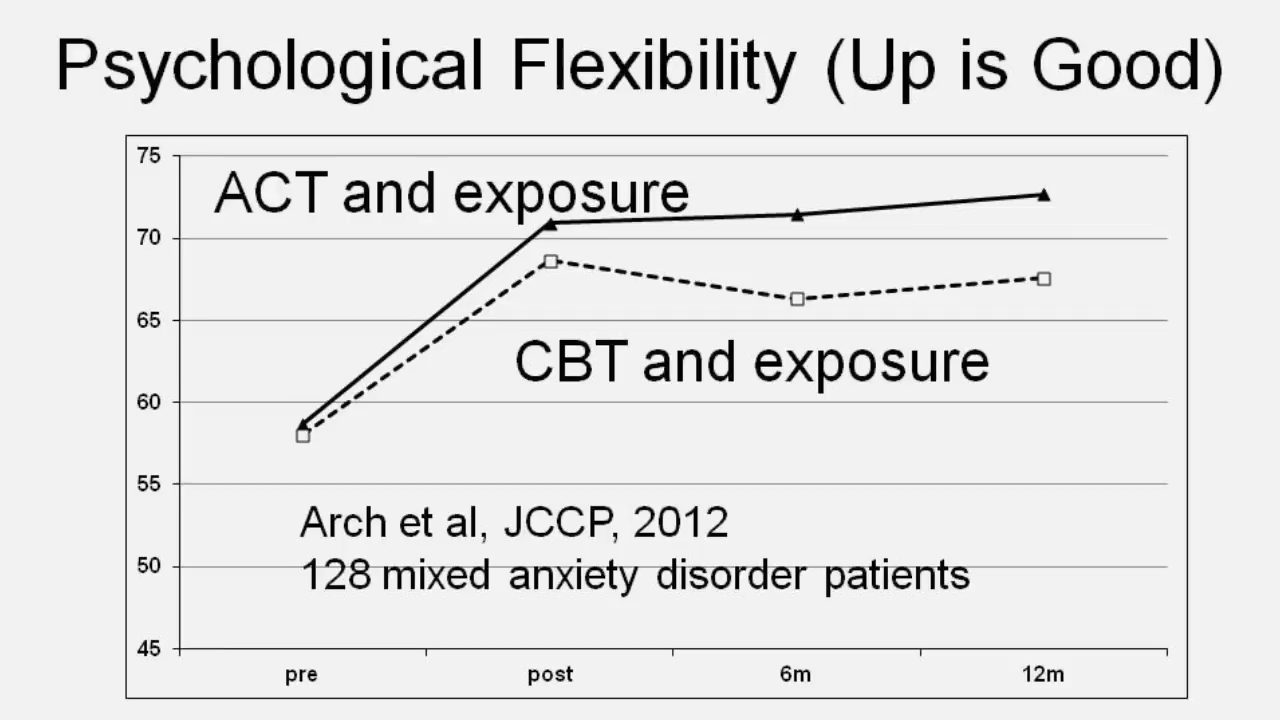 Psychological Flexibility (Up is Good)
75
ACT and exposure
70
65
CBT and exposure
60
55
Arch et al, JCCP, 2012
50
128 mixed anxiety disorder patients
45
pre post 6m 12m